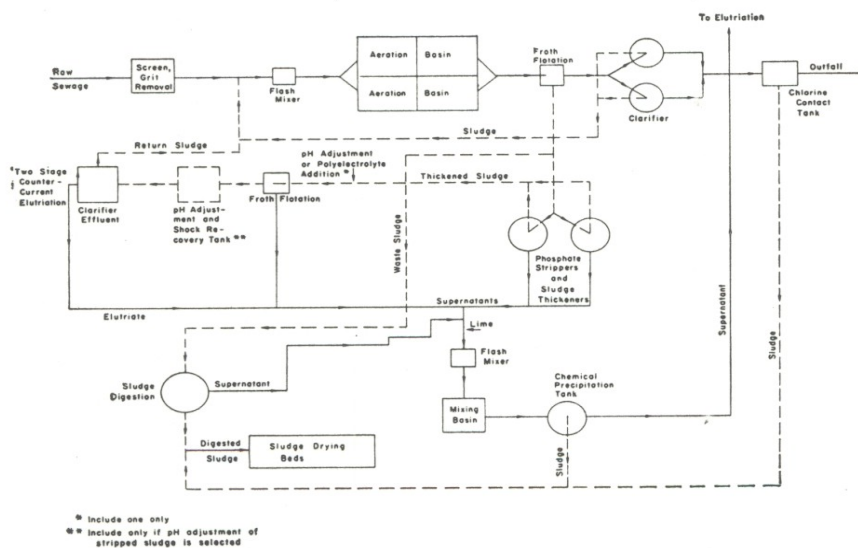 To Elutriation
Raw
Sewage
Screen,
Grit
Removal
Flash
Mixer
Aeration Basin
Aeration Basin
Froth
Flotation
Clarifier
Outfall
Chlorine
Contact
Tank
Sludge
Return Sludge
pH Adjustment
or Polyelectrolyte
Addition *
*Two Stage
Counter-
Current
Elutriation
Clarifier
Effluent
pH Adjust-
ment and
Shock Re-
covery Tank **
Froth Flotation
Thickened Sludge
Waste Sludge
Phosphate
Strippers
and
Sludge
Thickeners
Supernatant
Elutriate
Supernatants
Lime
Flash
Mixer
Sludge
Sludge
Digestion
Supernatant
Mixing
Basin
Chemical
Precipitation
Tank
Digested
Sludge
Sludge Drying
Beds
Sludge
* Include one only
** Include only if pH adjustment of
stripped sludge is selected